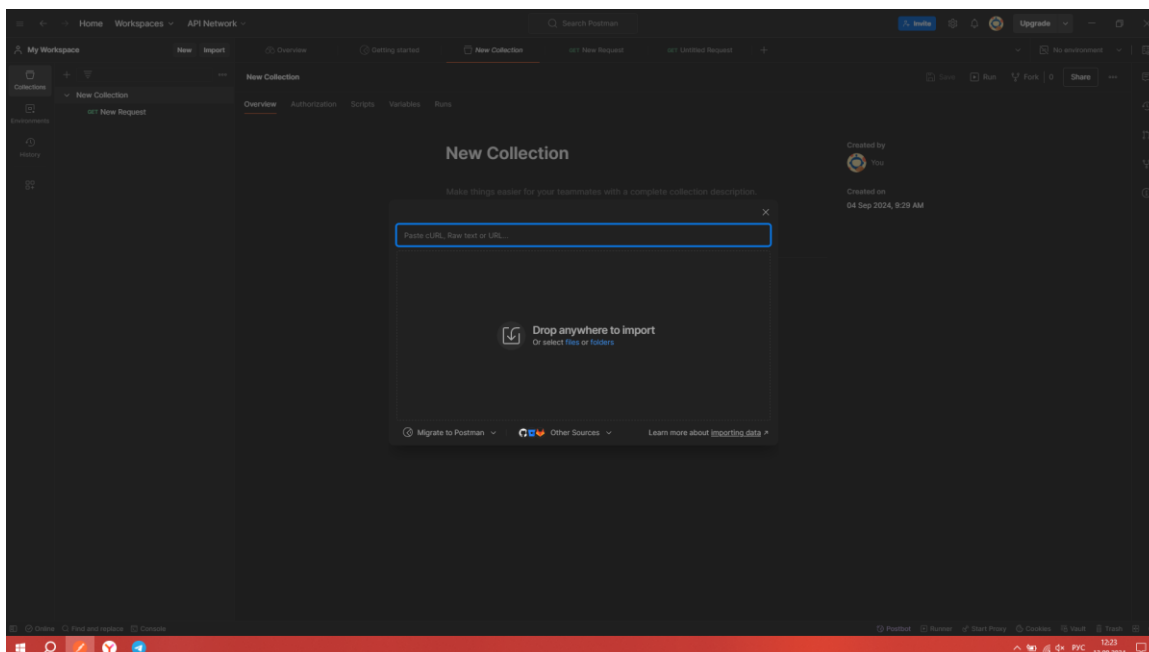 Home Workspaces API Network
Search Postman
Invite
Upgrade
My Workspace
New Import
Overview
Getting started
New Collection
GET New Request
GET Untitled Request
No environment
Collections
New Collection
GET New Request
Environments
History
New Collection
Save
Run
Fork 0
Share
Overview Authorization Scripts Variables Runs
New Collection
Make things easier for your teammates with a complete collection description.
Created by
You
Created on
04 Sep 2024, 9:29 AM
Paste cURL, Raw text or URL...
Drop anywhere to import
Or select files or folders
Migrate to Postman
Other Sources
Learn more about importing data
Online
Find and replace
Console
Postbot
Runner
Start Proxy
Cookies
Vault
Trash
РУС
12:23